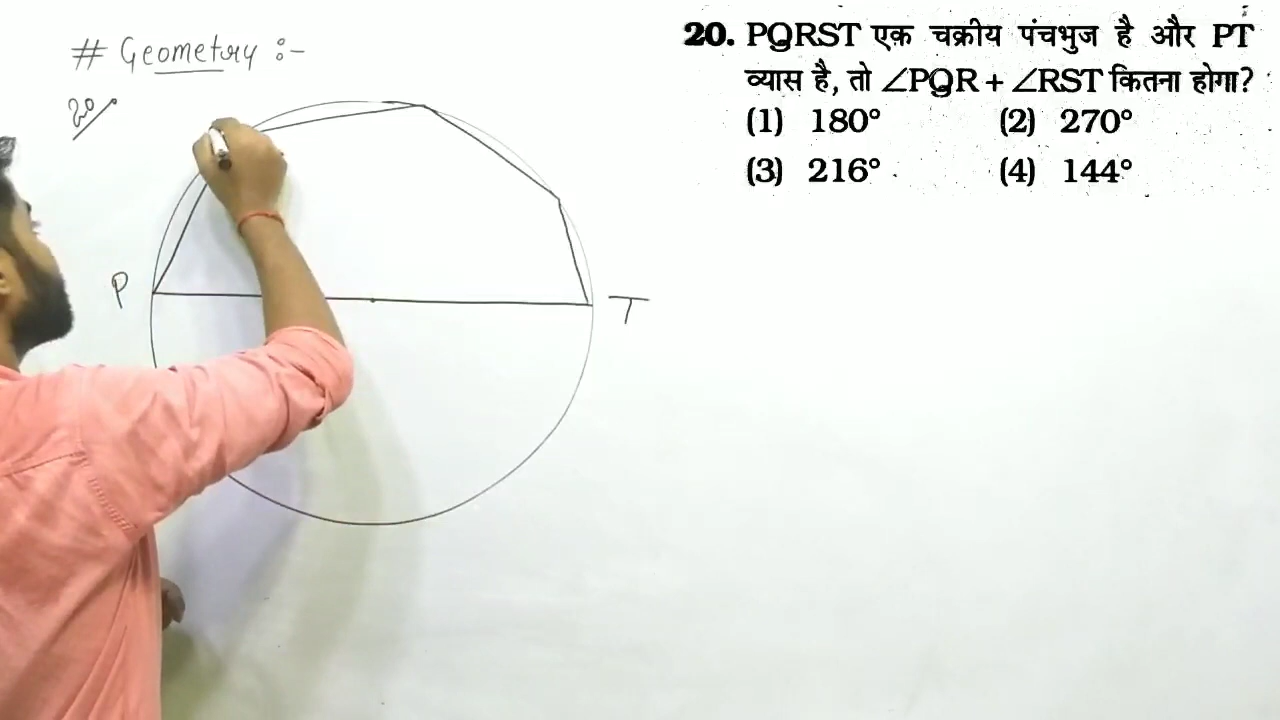 # Geometry :-
20
P
T
20. PQRST एक चक्रीय पंचभुज है और PT
व्यास है, तो ∠PQR + ∠RST कितना होगा?
(1) 180° (2) 270°
(3) 216° (4) 144°